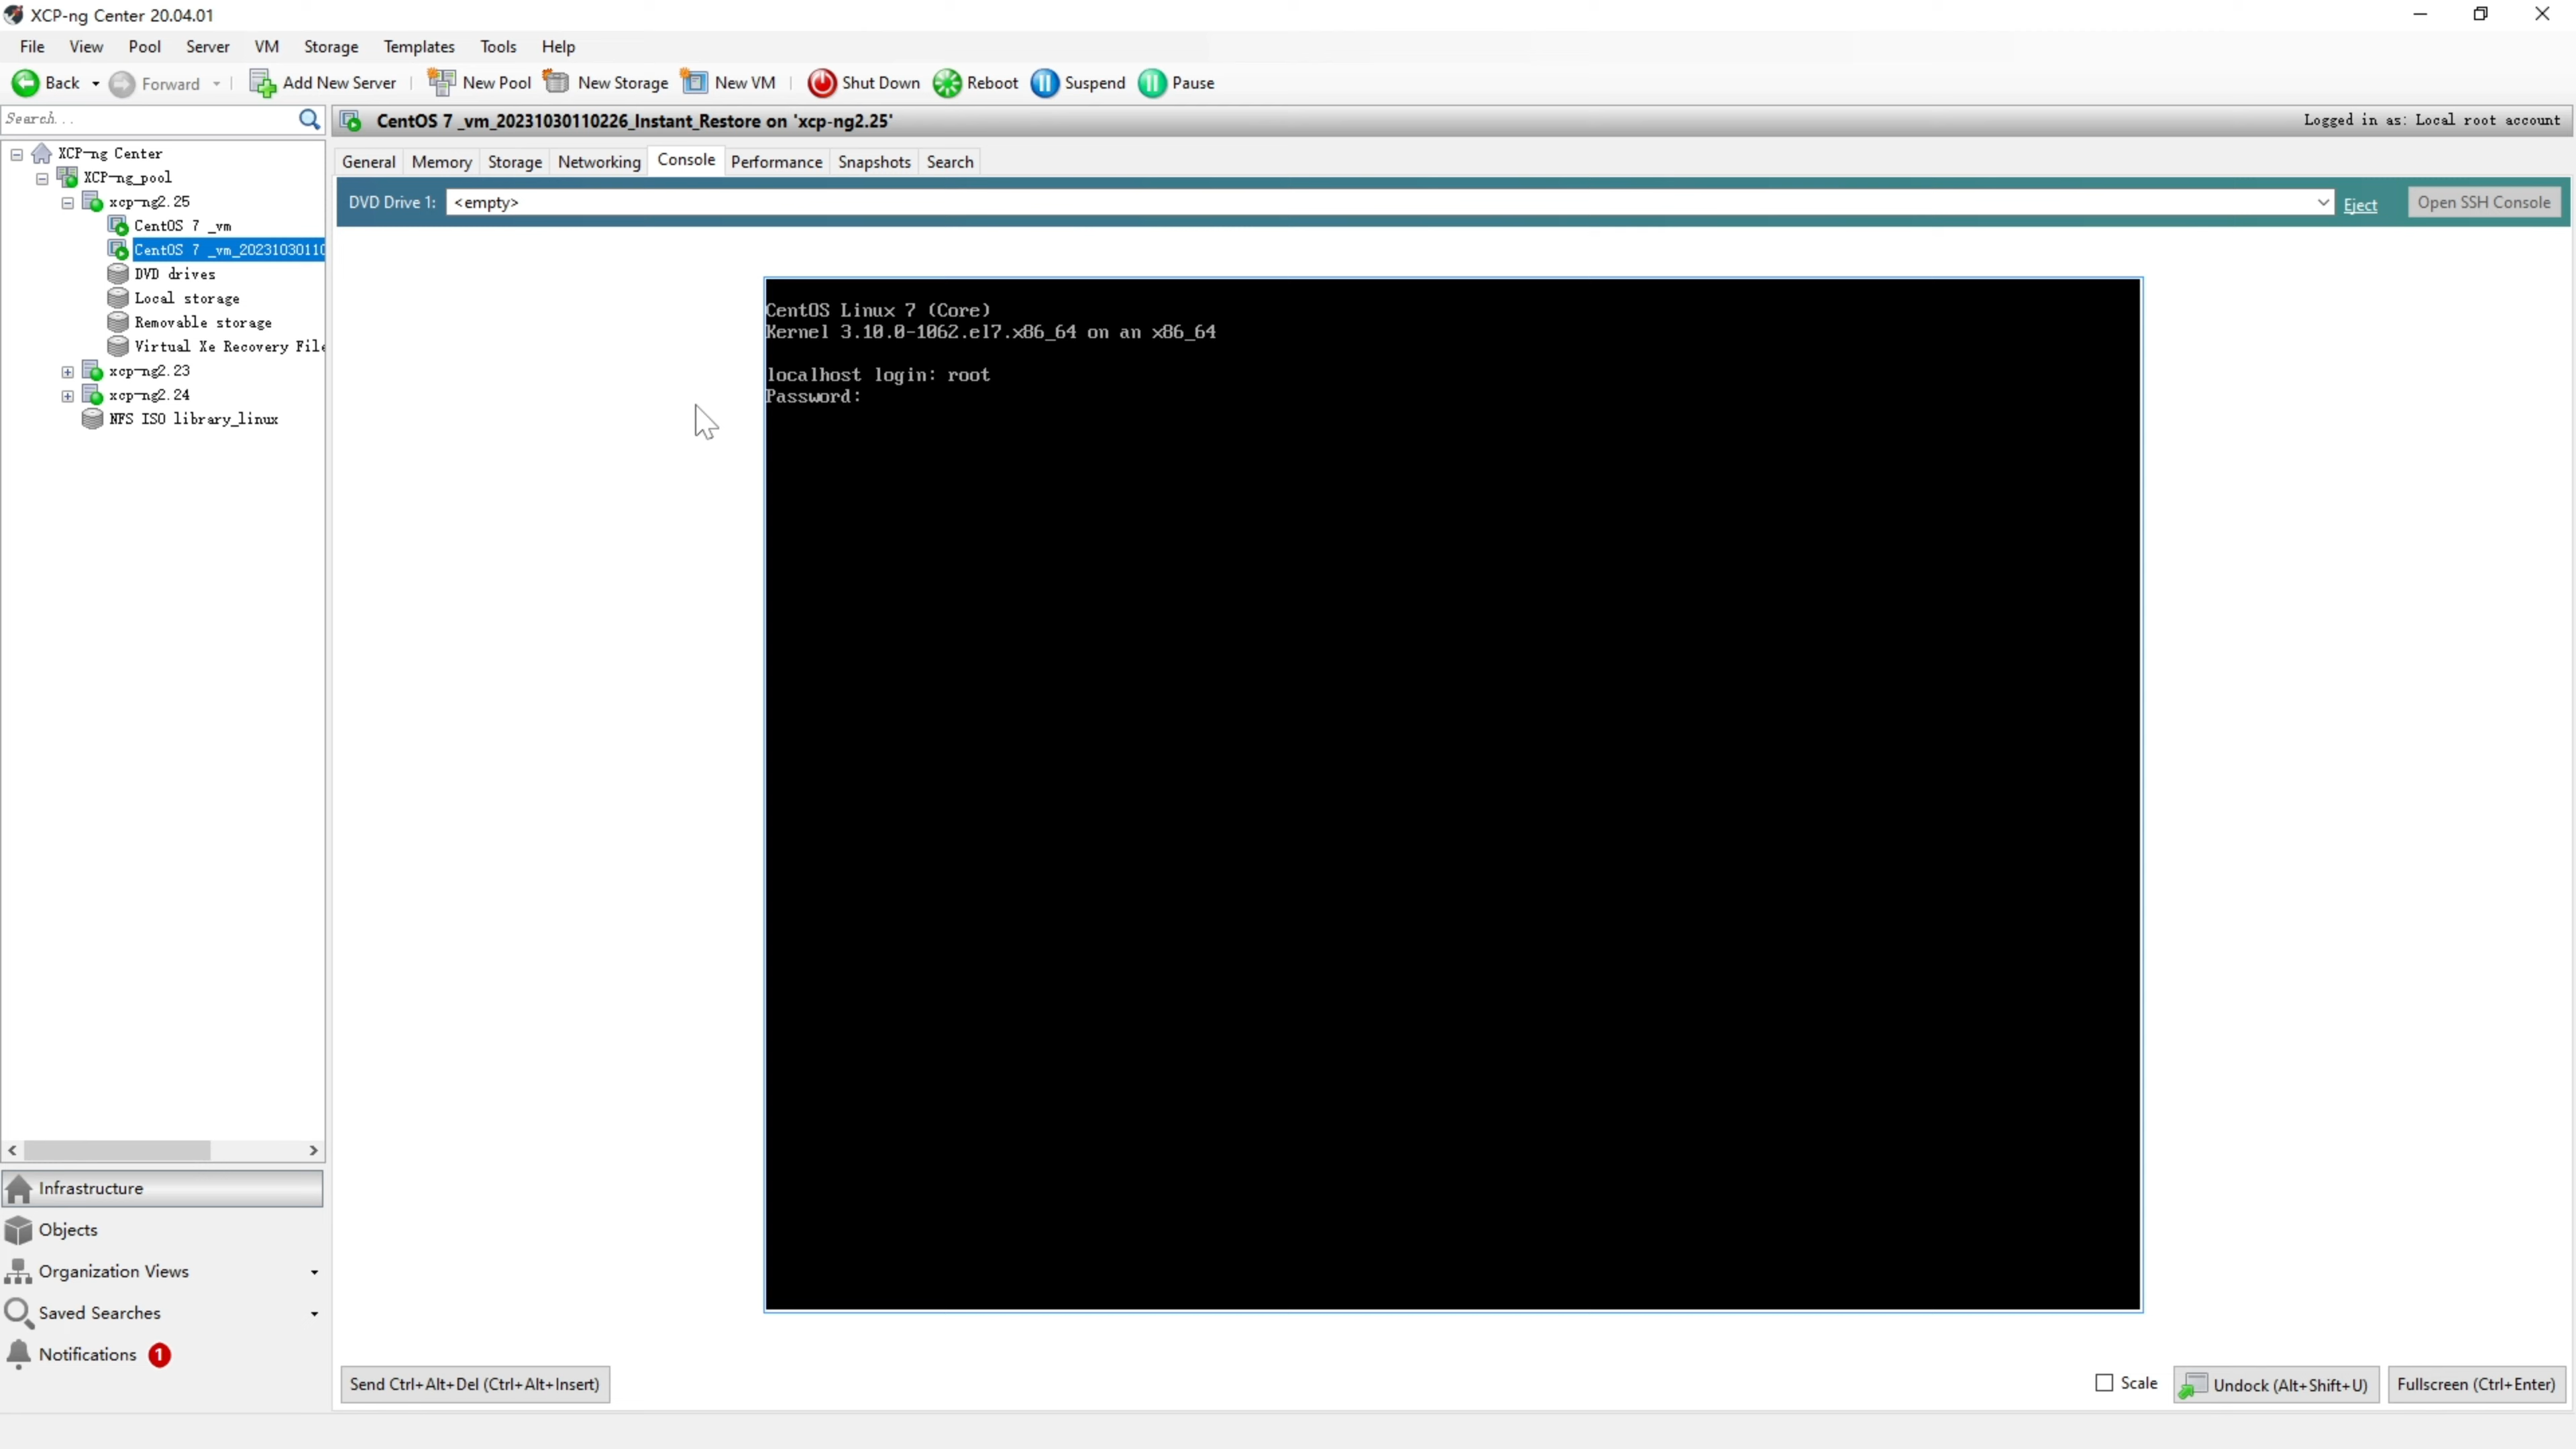 XCP-ng Center 20.04.01
File View Pool Server VM Storage Templates Tools Help
Back Forward Add New Server New Pool New Storage New VM Shut Down Reboot Suspend Pause
Search...
CentOS 7 _vm_20231030110226_Instant_Restore on 'xcp-ng2.25'
Logged in as: Local root account
XCP-ng Center
XCP-ng_pool
xcp-ng2.25
CentOS 7 _vm
CentOS 7 _vm_2023103011
DVD drives
Local storage
Removable storage
Virtual Xe Recovery File
xcp-ng2.23
xcp-ng2.24
NFS ISO library_linux
Infrastructure
Objects
Organization Views
Saved Searches
Notifications 1
General Memory Storage Networking Console Performance Snapshots Search
DVD Drive 1: <empty> Eject Open SSH Console
CentOS Linux 7 (Core)
Kernel 3.10.0-1062.el7.x86_64 on an x86_64
localhost login: root
Password:
Send Ctrl+Alt+Del (Ctrl+Alt+Insert)
Scale Undock (Alt+Shift+U) Fullscreen (Ctrl+Enter)